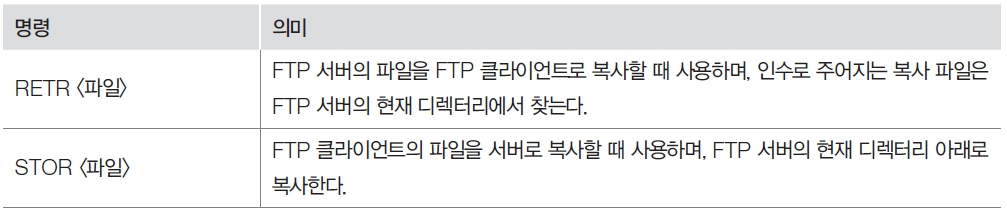 명령 의미
RETR 〈파일〉 FTP 서버의 파일을 FTP 클라이언트로 복사할 때 사용하며, 인수로 주어지는 복사 파일은
FTP 서버의 현재 디렉터리에서 찾는다.
STOR 〈파일〉 FTP 클라이언트의 파일을 서버로 복사할 때 사용하며, FTP 서버의 현재 디렉터리 아래로
복사한다.